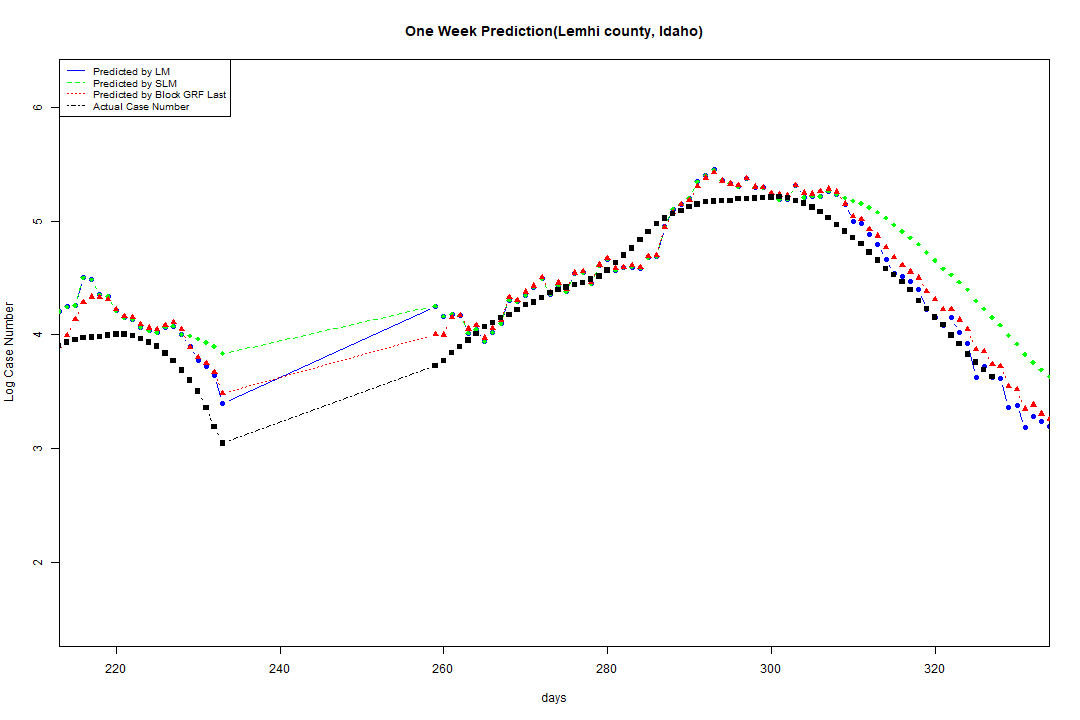 One Week Prediction(Lemhi county, Idaho)
Predicted by LM
Predicted by SLM
Predicted by Block GRF Last
Actual Case Number
Log Case Number
6
5
4
3
2
220 240 260 280 300 320
days